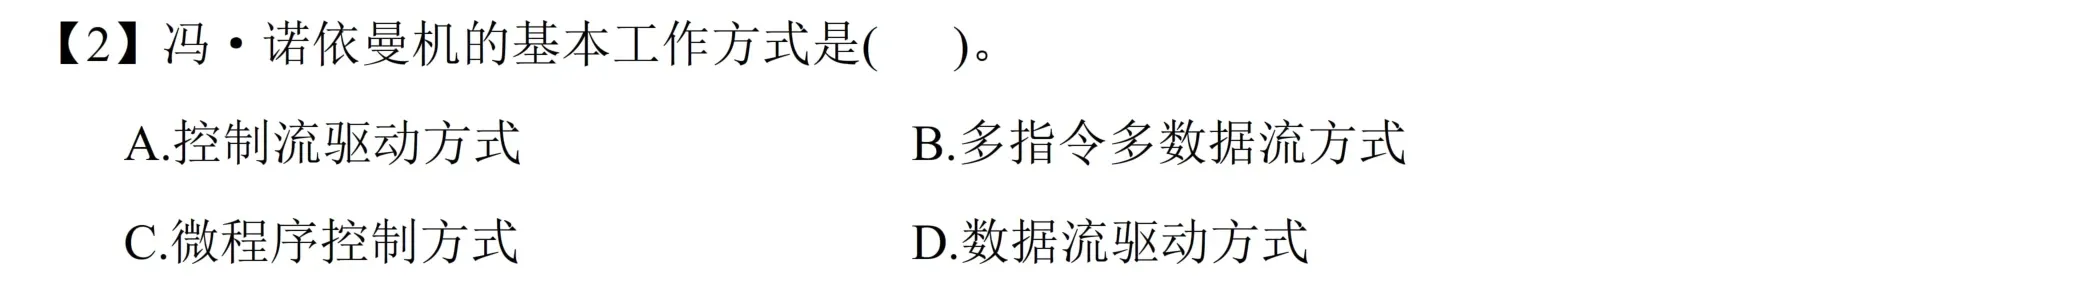 【2】冯·诺依曼机的基本工作方式是(    )。
A.控制流驱动方式    B.多指令多数据流方式
C.微程序控制方式    D.数据流驱动方式